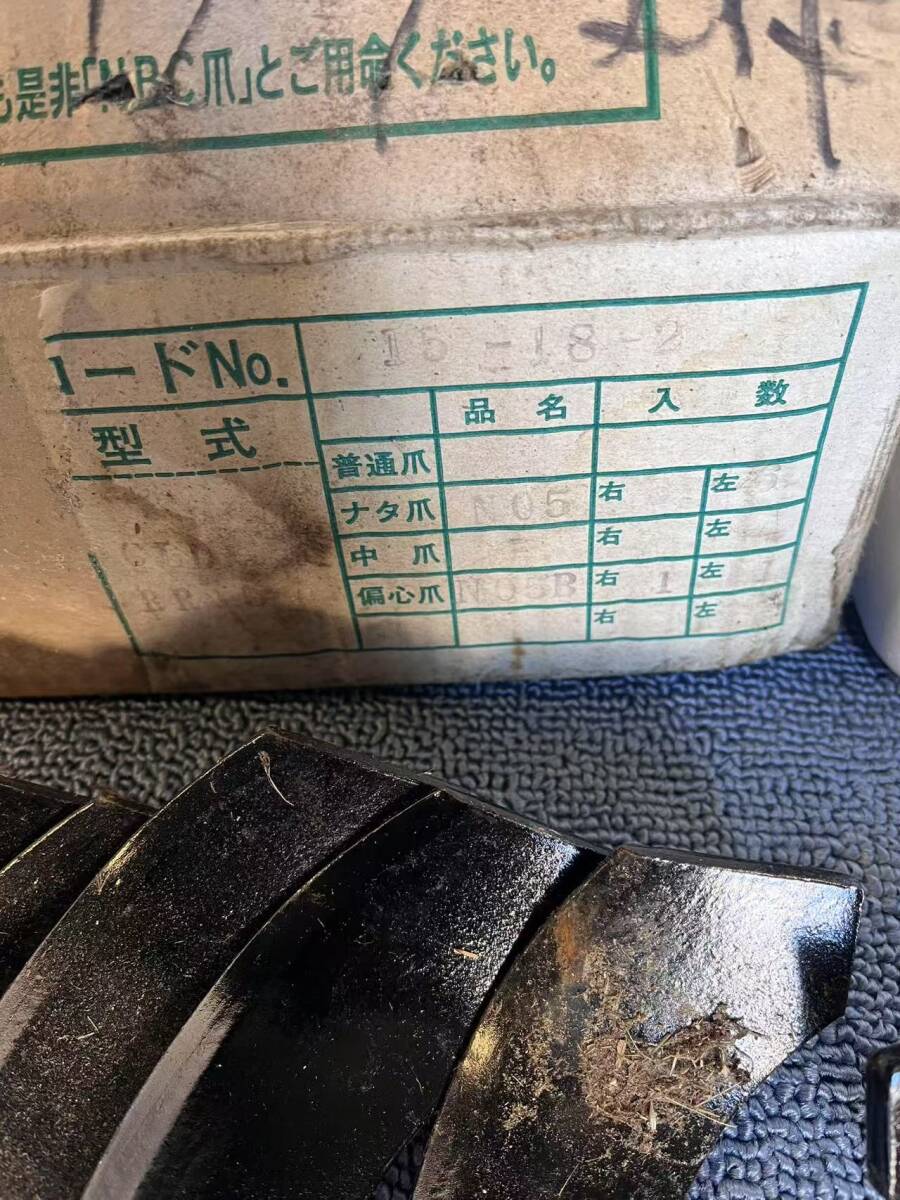 も是非「NBC爪」とご用命ください。
コードNo. 15-18-2
型式 品名 入数
普通爪
ナタ爪 N05 右 左
中爪 右 左
偏心爪 N05B 右 1 左 1
右 左